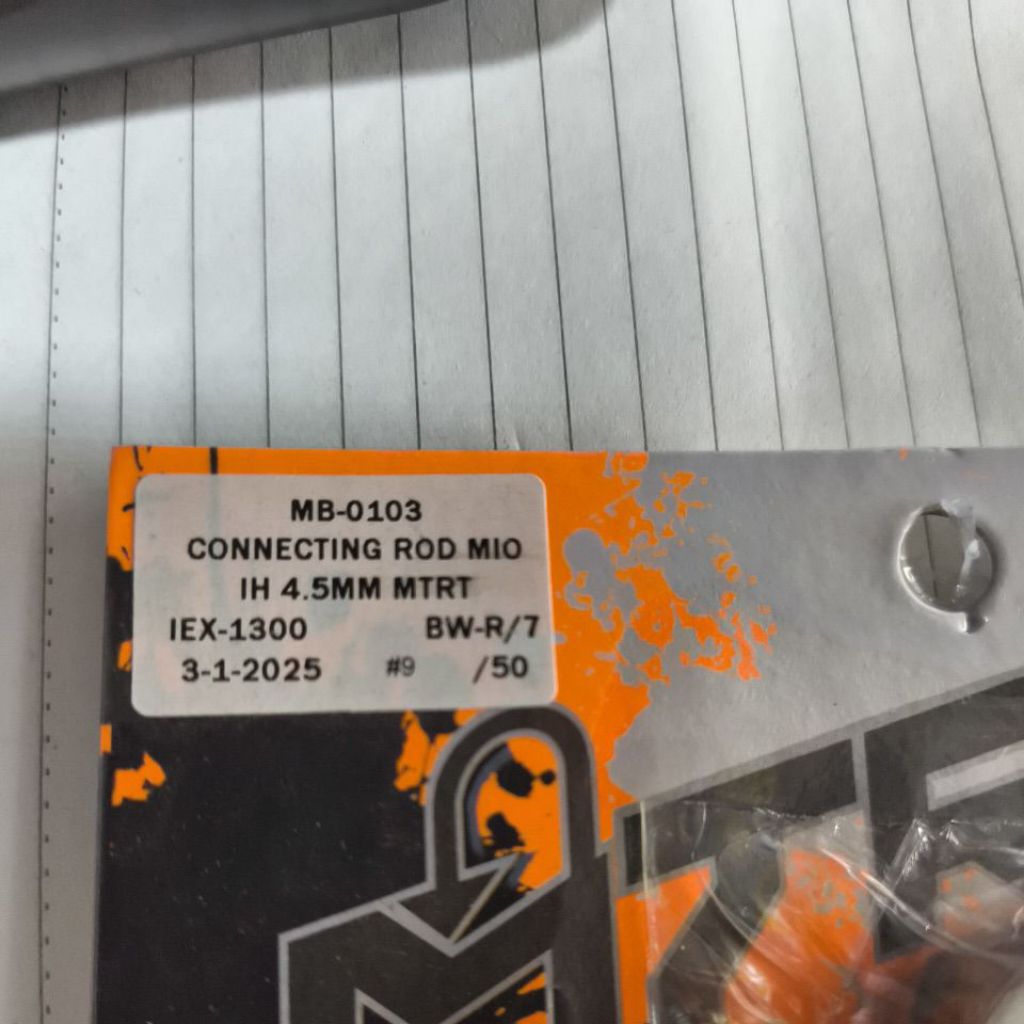 MB-0103
CONNECTING ROD MIO
IH 4.5MM MTRT
IEX-1300 BW-R/7
3-1-2025 #9 /50